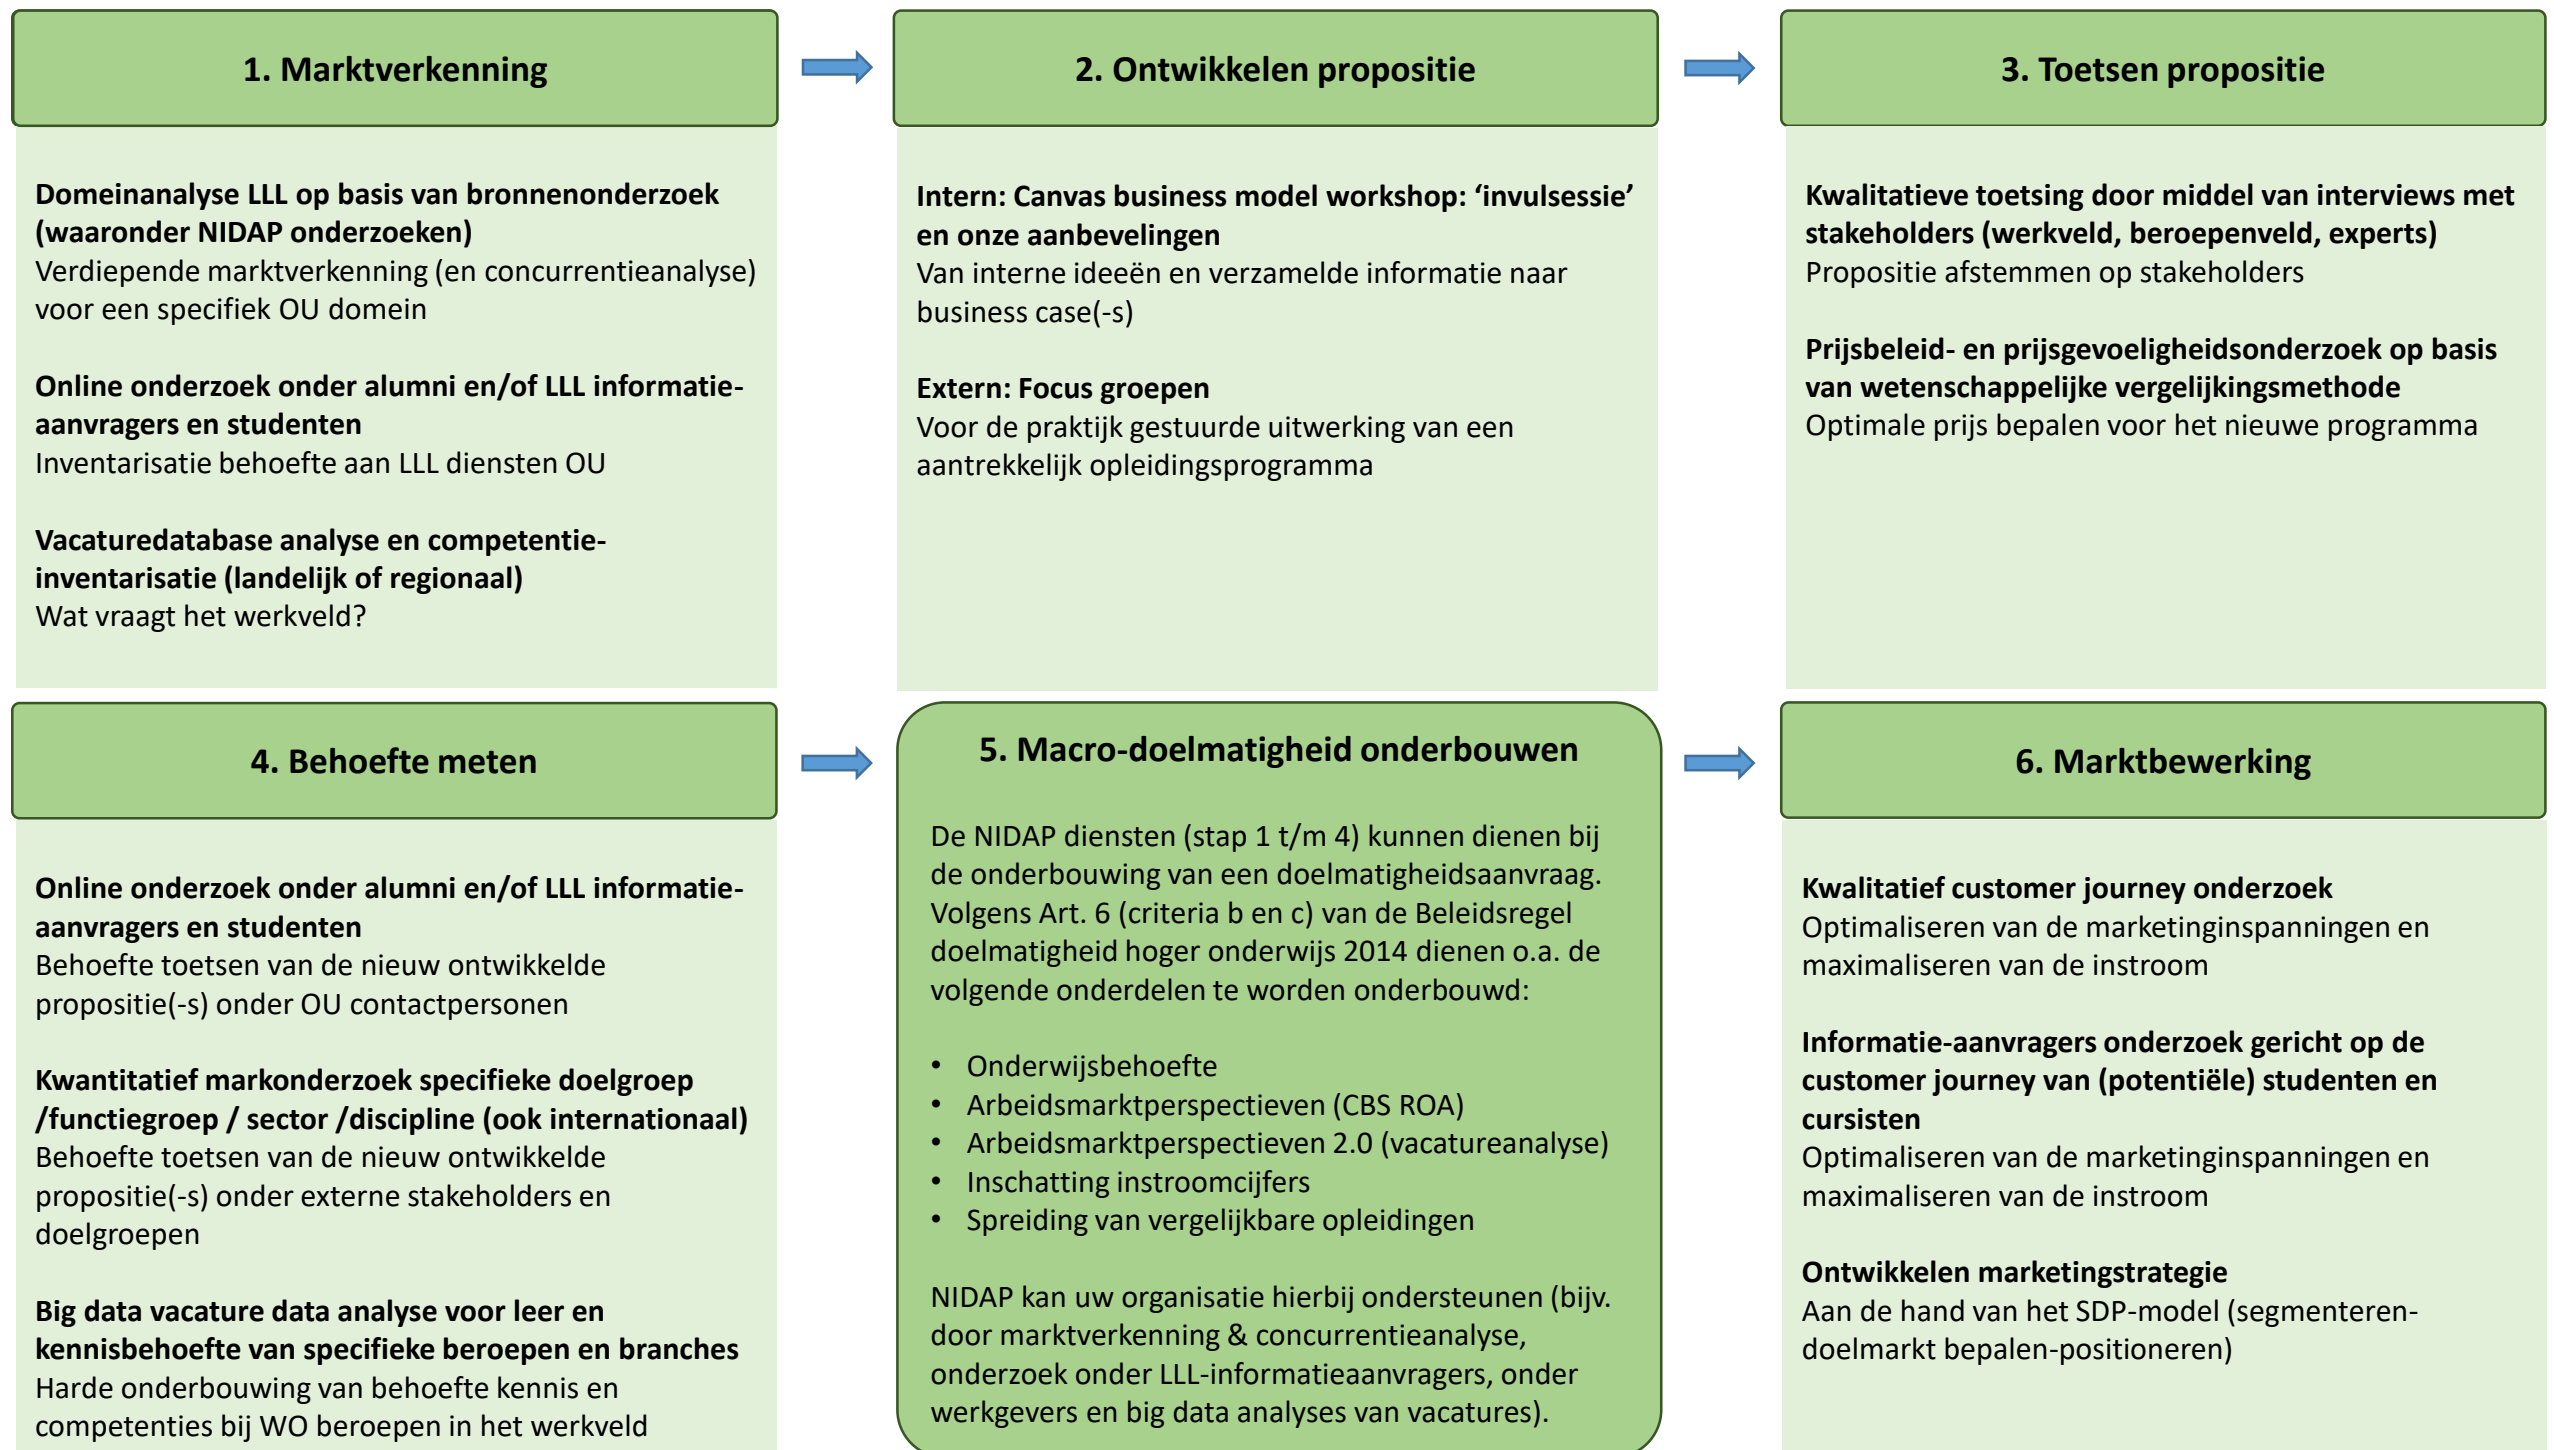 1. Marktverkenning
Domeinanalyse LLL op basis van bronnenonderzoek
(waaronder NIDAP onderzoeken)
Verdiepende marktverkenning (en concurrentieanalyse)
voor een specifiek OU domein
Online onderzoek onder alumni en/of LLL informatie-
aanvragers en studenten
Inventarisatie behoefte aan LLL diensten OU
Vacaturedatabase analyse en competentie-
inventarisatie (landelijk of regionaal)
Wat vraagt het werkveld?
2. Ontwikkelen propositie
Intern: Canvas business model workshop: ‘invulsessie’
en onze aanbevelingen
Van interne ideeën en verzamelde informatie naar
business case(-s)
Extern: Focus groepen
Voor de praktijk gestuurde uitwerking van een
aantrekkelijk opleidingsprogramma
3. Toetsen propositie
Kwalitatieve toetsing door middel van interviews met
stakeholders (werkveld, beroepenveld, experts)
Propositie afstemmen op stakeholders
Prijsbeleid- en prijsgevoeligheidsonderzoek op basis
van wetenschappelijke vergelijkingsmethode
Optimale prijs bepalen voor het nieuwe programma
4. Behoefte meten
Online onderzoek onder alumni en/of LLL informatie-
aanvragers en studenten
Behoefte toetsen van de nieuw ontwikkelde
propositie(-s) onder OU contactpersonen
Kwantitatief markonderzoek specifieke doelgroep
/functiegroep / sector /discipline (ook internationaal)
Behoefte toetsen van de nieuw ontwikkelde
propositie(-s) onder externe stakeholders en
doelgroepen
Big data vacature data analyse voor leer en
kennisbehoefte van specifieke beroepen en branches
Harde onderbouwing van behoefte kennis en
competenties bij WO beroepen in het werkveld
5. Macro-doelmatigheid onderbouwen
De NIDAP diensten (stap 1 t/m 4) kunnen dienen bij
de onderbouwing van een doelmatigheidsaanvraag.
Volgens Art. 6 (criteria b en c) van de Beleidsregel
doelmatigheid hoger onderwijs 2014 dienen o.a. de
volgende onderdelen te worden onderbouwd:
• Onderwijsbehoefte
• Arbeidsmarktperspectieven (CBS ROA)
• Arbeidsmarktperspectieven 2.0 (vacatureanalyse)
• Inschatting instroomcijfers
• Spreiding van vergelijkbare opleidingen
NIDAP kan uw organisatie hierbij ondersteunen (bijv.
door marktverkenning & concurrentieanalyse,
onderzoek onder LLL-informatieaanvragers, onder
werkgevers en big data analyses van vacatures).
6. Marktbewerking
Kwalitatief customer journey onderzoek
Optimaliseren van de marketinginspanningen en
maximaliseren van de instroom
Informatie-aanvragers onderzoek gericht op de
customer journey van (potentiële) studenten en
cursisten
Optimaliseren van de marketinginspanningen en
maximaliseren van de instroom
Ontwikkelen marketingstrategie
Aan de hand van het SDP-model (segmenteren-
doelmarkt bepalen-positioneren)